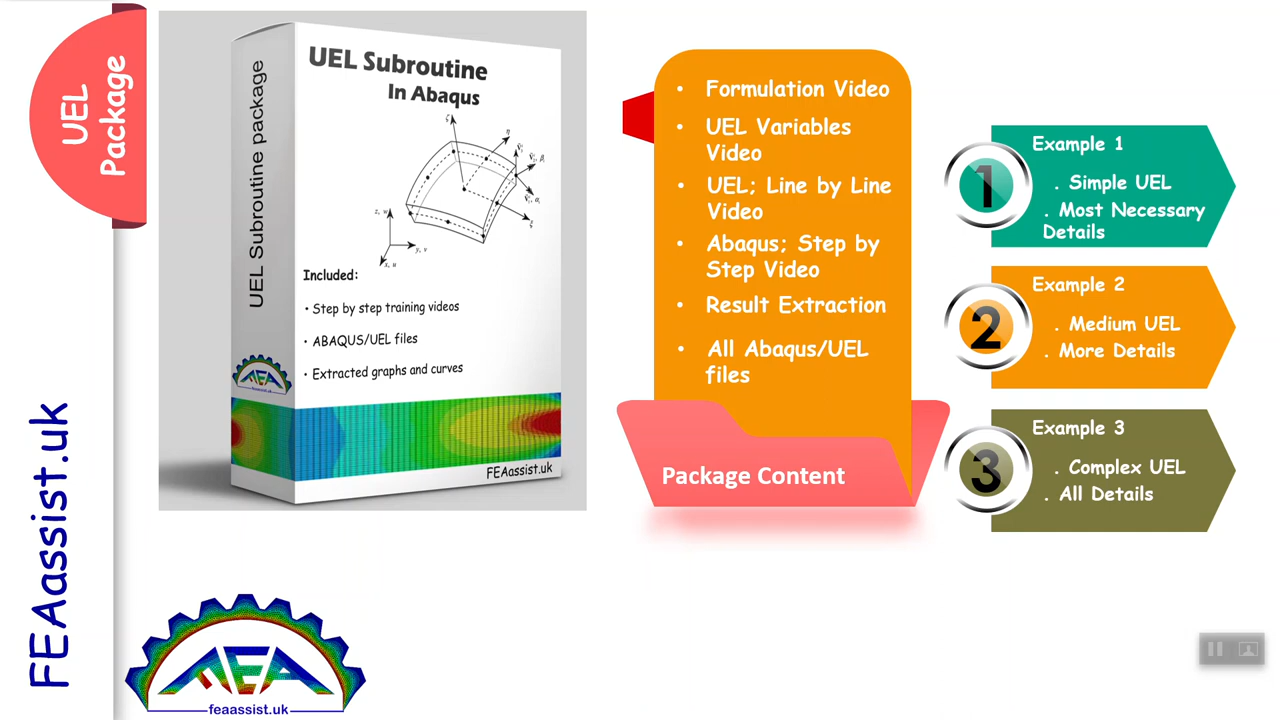 UEL
Package
FEAassist.uk
UEL Subroutine package
UEL Subroutine
In Abaqus
ζ
η
ξ
z, w
y, v
x, u
Included:
• Step by step training videos
• ABAQUS/UEL files
• Extracted graphs and curves
FEA
feaassist.uk
FEAassist.uk
• Formulation Video
• UEL Variables
Video
• UEL; Line by Line
Video
• Abaqus; Step by
Step Video
• Result Extraction
• All Abaqus/UEL
files
Package Content
1
Example 1
. Simple UEL
. Most Necessary
Details
2
Example 2
. Medium UEL
. More Details
3
Example 3
. Complex UEL
. All Details
FEA
feaassist.uk